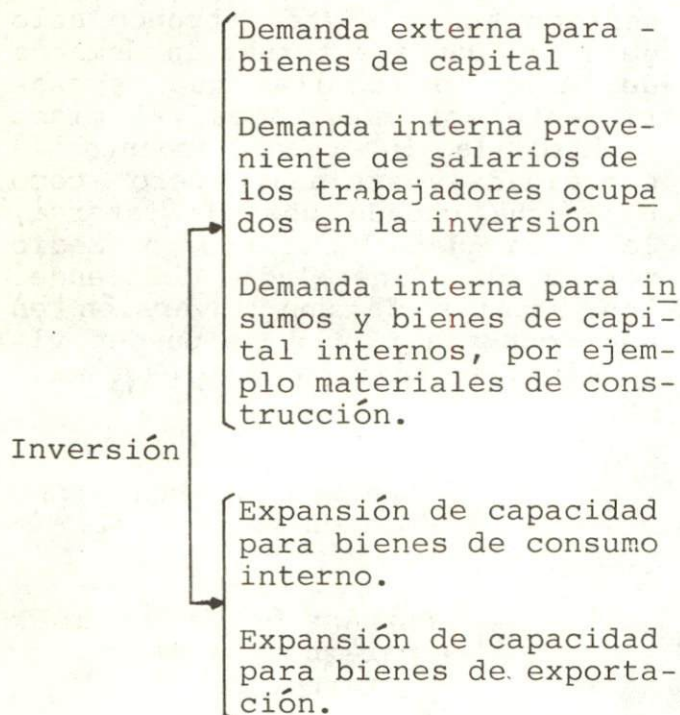 Demanda externa para -
bienes de capital
Demanda interna prove-
niente de salarios de
los trabajadores ocupa
dos en la inversión
Demanda interna para in
sumos y bienes de capi-
tal internos, por ejem-
plo materiales de cons-
trucción.
Inversión
Expansión de capacidad
para bienes de consumo
interno.
Expansión de capacidad
para bienes de exporta-
ción.